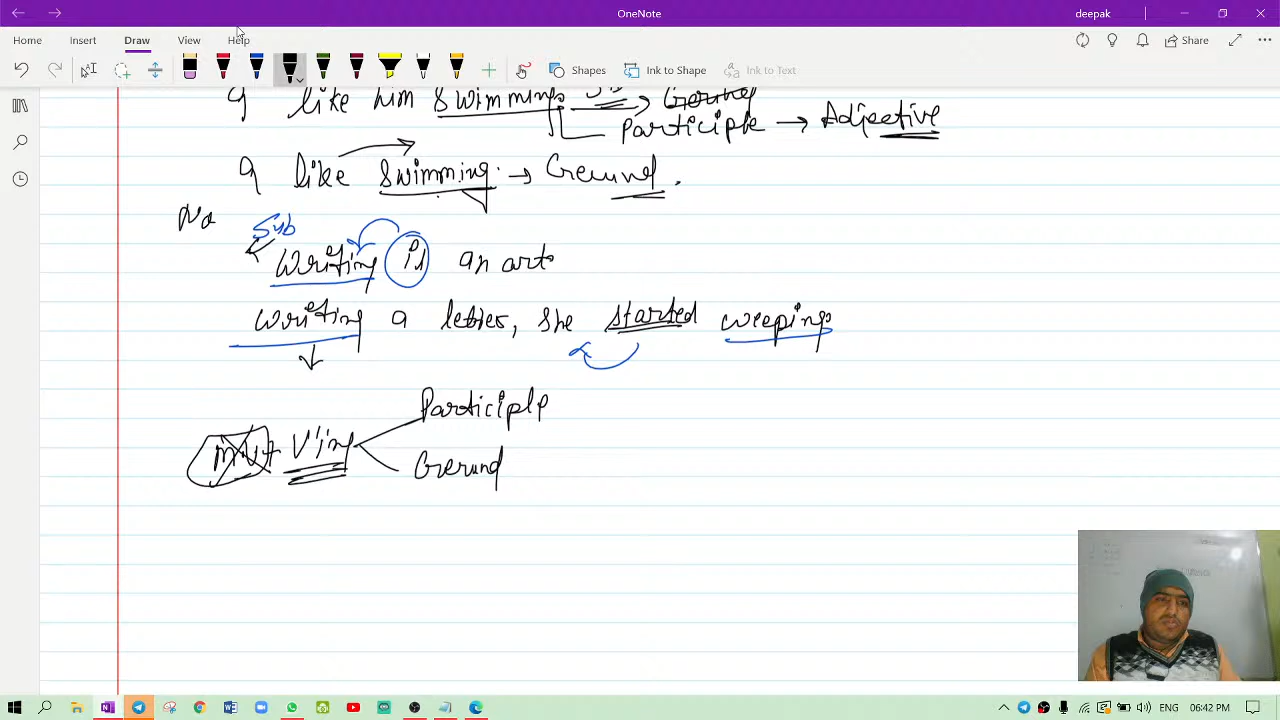 OneNote
deepak
Home Insert Draw View Help
Share
Shapes Ink to Shape Ink to Text
I like him swimming → Gerund
Participle → Adjective
I like swimming → Gerund.
No
Sub
Writing is an art
Writing a letter, she started weeping
Participle
M.V + V'ing
Gerund
ENG 06:42 PM